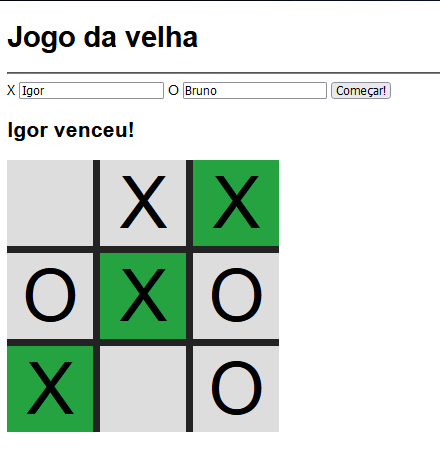 Jogo da velha
X Igor O Bruno Começar!
Igor venceu!
X X
O X O
X O